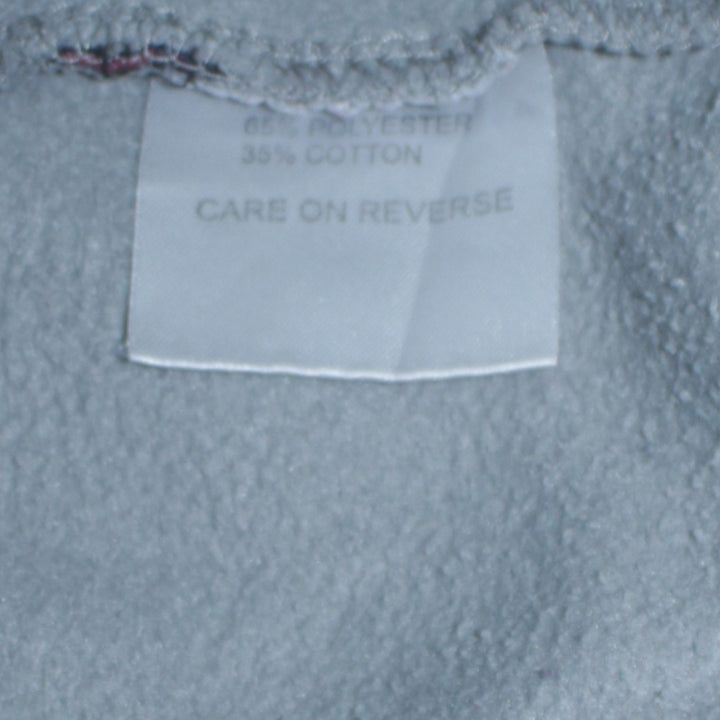 65% POLYESTER
35% COTTON
CARE ON REVERSE